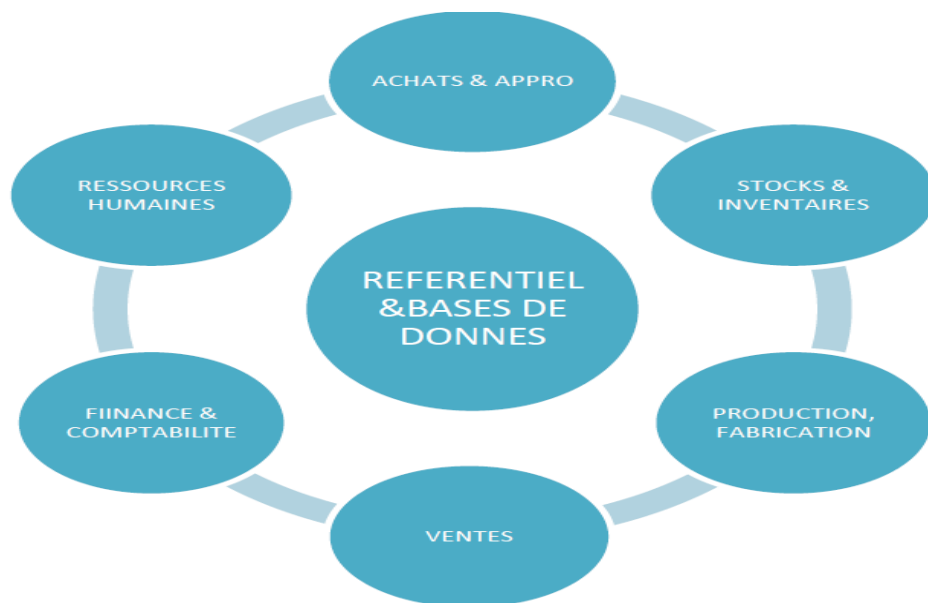 ACHATS & APPRO
STOCKS &
INVENTAIRES
PRODUCTION,
FABRICATION
VENTES
FIINANCE &
COMPTABILITE
RESSOURCES
HUMAINES
REFERENTIEL
&BASES DE
DONNES